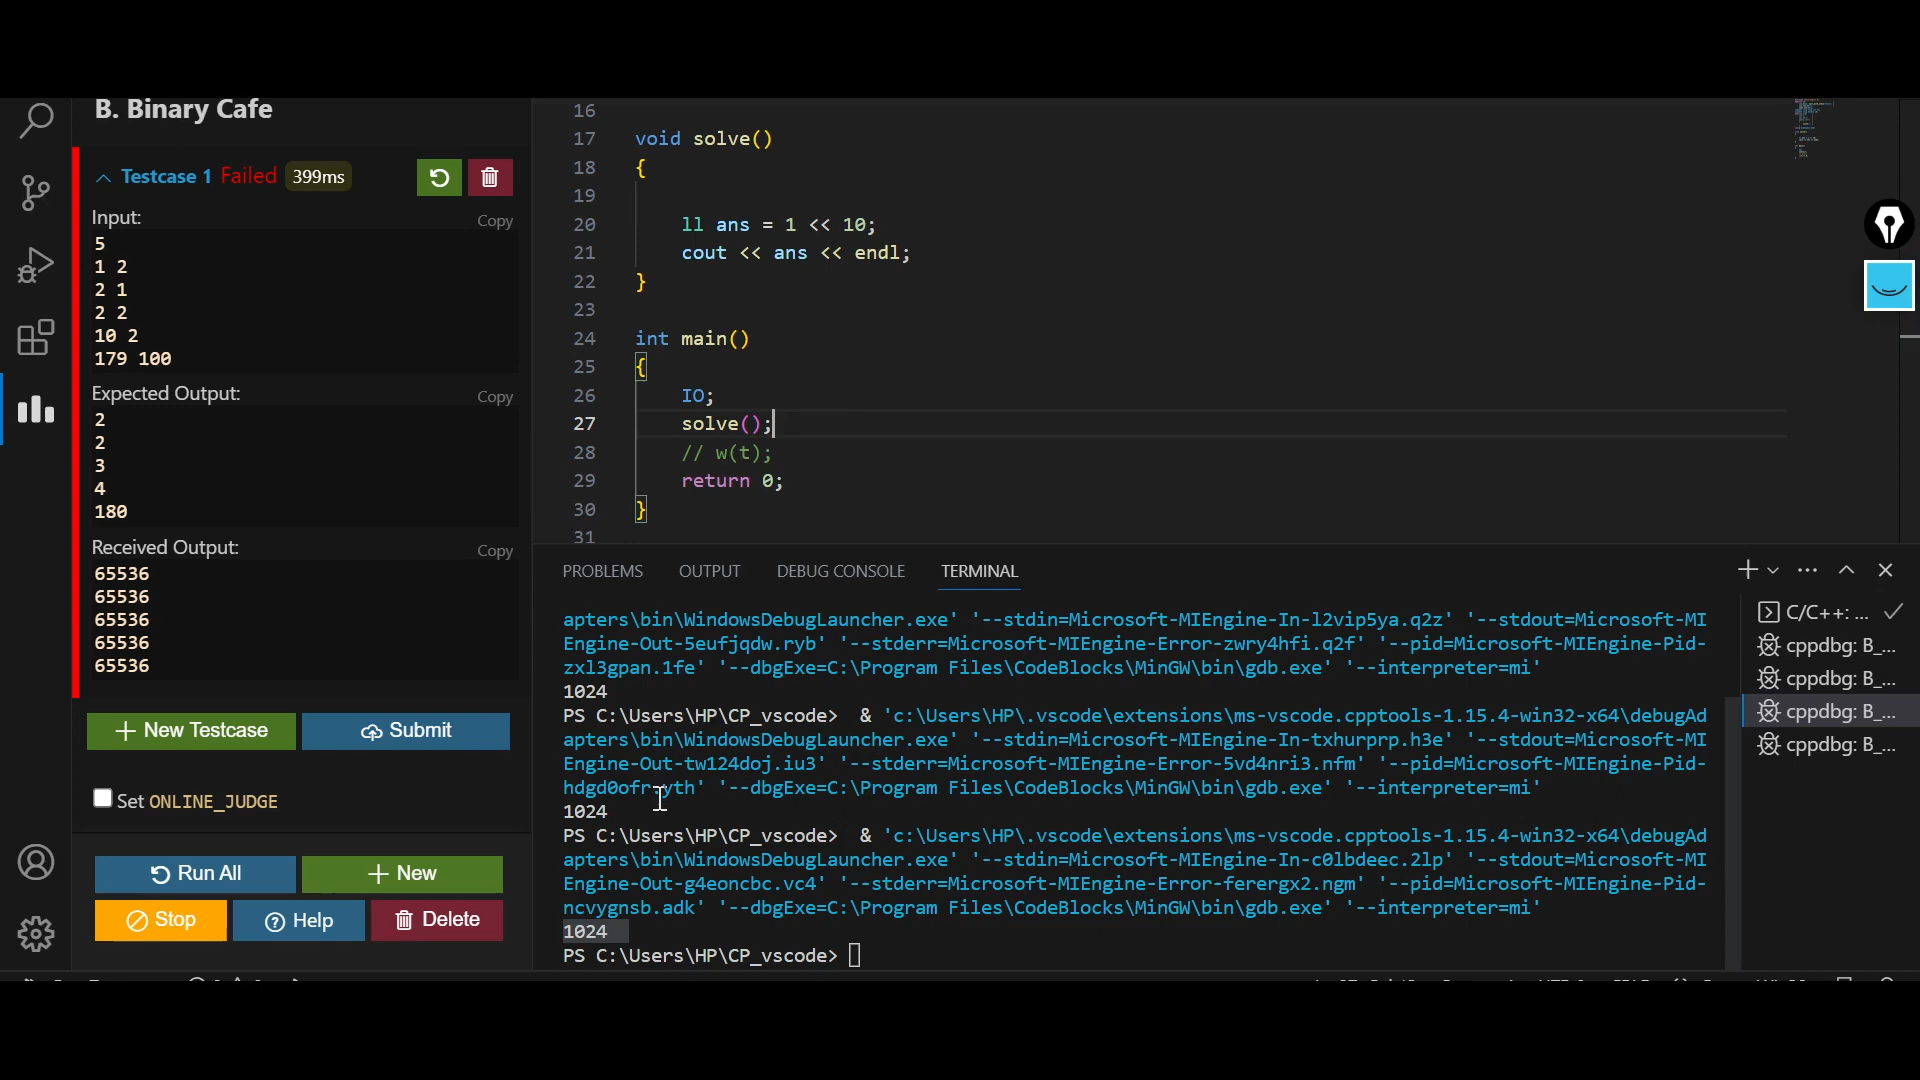 B. Binary Cafe
Testcase 1 Failed 399ms
Input:
Copy
5
1 2
2 1
2 2
10 2
179 100
Expected Output:
Copy
2
2
3
4
180
Received Output:
Copy
65536
65536
65536
65536
65536
New Testcase
Submit
Set ONLINE_JUDGE
Run All
New
Stop
Help
Delete
16
17 void solve()
18 {
19
20 ll ans = 1 << 10;
21 cout << ans << endl;
22 }
23
24 int main()
25 {
26 IO;
27 solve();
28 // w(t);
29 return 0;
30 }
31
PROBLEMS OUTPUT DEBUG CONSOLE TERMINAL
apters\bin\WindowsDebugLauncher.exe' '--stdin=Microsoft-MIEngine-In-l2vip5ya.q2z' '--stdout=Microsoft-MI
Engine-Out-5eufjqdw.ryb' '--stderr=Microsoft-MIEngine-Error-zwry4hfi.q2f' '--pid=Microsoft-MIEngine-Pid-
zxl3gpan.1fe' '--dbgExe=C:\Program Files\CodeBlocks\MinGW\bin\gdb.exe' '--interpreter=mi'
1024
PS C:\Users\HP\CP_vscode> & 'c:\Users\HP\.vscode\extensions\ms-vscode.cpptools-1.15.4-win32-x64\debugAd
apters\bin\WindowsDebugLauncher.exe' '--stdin=Microsoft-MIEngine-In-txhurprp.h3e' '--stdout=Microsoft-MI
Engine-Out-tw124doj.iu3' '--stderr=Microsoft-MIEngine-Error-5vd4nri3.nfm' '--pid=Microsoft-MIEngine-Pid-
hdgd0ofr.yth' '--dbgExe=C:\Program Files\CodeBlocks\MinGW\bin\gdb.exe' '--interpreter=mi'
1024
PS C:\Users\HP\CP_vscode> & 'c:\Users\HP\.vscode\extensions\ms-vscode.cpptools-1.15.4-win32-x64\debugAd
apters\bin\WindowsDebugLauncher.exe' '--stdin=Microsoft-MIEngine-In-c0lbdeec.2lp' '--stdout=Microsoft-MI
Engine-Out-g4eoncbc.vc4' '--stderr=Microsoft-MIEngine-Error-ferergx2.ngm' '--pid=Microsoft-MIEngine-Pid-
ncvygnsb.adk' '--dbgExe=C:\Program Files\CodeBlocks\MinGW\bin\gdb.exe' '--interpreter=mi'
1024
PS C:\Users\HP\CP_vscode>
C/C++: ...
cppdbg: B_...
cppdbg: B_...
cppdbg: B_...
cppdbg: B_...